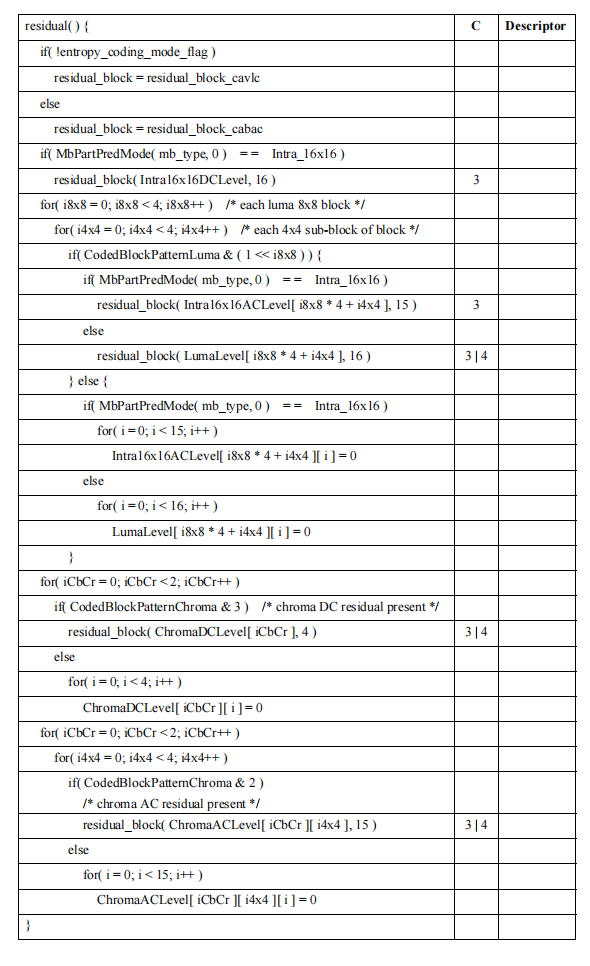 residual( ) { C Descriptor
if( !entropy_coding_mode_flag )
residual_block = residual_block_cavlc
else
residual_block = residual_block_cabac
if( MbPartPredMode( mb_type, 0 ) == Intra_16x16 )
residual_block( Intra16x16DCLevel, 16 ) 3
for( i8x8 = 0; i8x8 < 4; i8x8++ ) /* each luma 8x8 block */
for( i4x4 = 0; i4x4 < 4; i4x4++ ) /* each 4x4 sub-block of block */
if( CodedBlockPatternLuma & ( 1 << i8x8 ) ) {
if( MbPartPredMode( mb_type, 0 ) == Intra_16x16 )
residual_block( Intra16x16ACLevel[ i8x8 * 4 + i4x4 ], 15 ) 3
else
residual_block( LumaLevel[ i8x8 * 4 + i4x4 ], 16 ) 3 | 4
} else {
if( MbPartPredMode( mb_type, 0 ) == Intra_16x16 )
for( i = 0; i < 15; i++ )
Intra16x16ACLevel[ i8x8 * 4 + i4x4 ][ i ] = 0
else
for( i = 0; i < 16; i++ )
LumaLevel[ i8x8 * 4 + i4x4 ][ i ] = 0
}
for( iCbCr = 0; iCbCr < 2; iCbCr++ )
if( CodedBlockPatternChroma & 3 ) /* chroma DC residual present */
residual_block( ChromaDCLevel[ iCbCr ], 4 ) 3 | 4
else
for( i = 0; i < 4; i++ )
ChromaDCLevel[ iCbCr ][ i ] = 0
for( iCbCr = 0; iCbCr < 2; iCbCr++ )
for( i4x4 = 0; i4x4 < 4; i4x4++ )
if( CodedBlockPatternChroma & 2 )
/* chroma AC residual present */
residual_block( ChromaACLevel[ iCbCr ][ i4x4 ], 15 ) 3 | 4
else
for( i = 0; i < 15; i++ )
ChromaACLevel[ iCbCr ][ i4x4 ][ i ] = 0
}